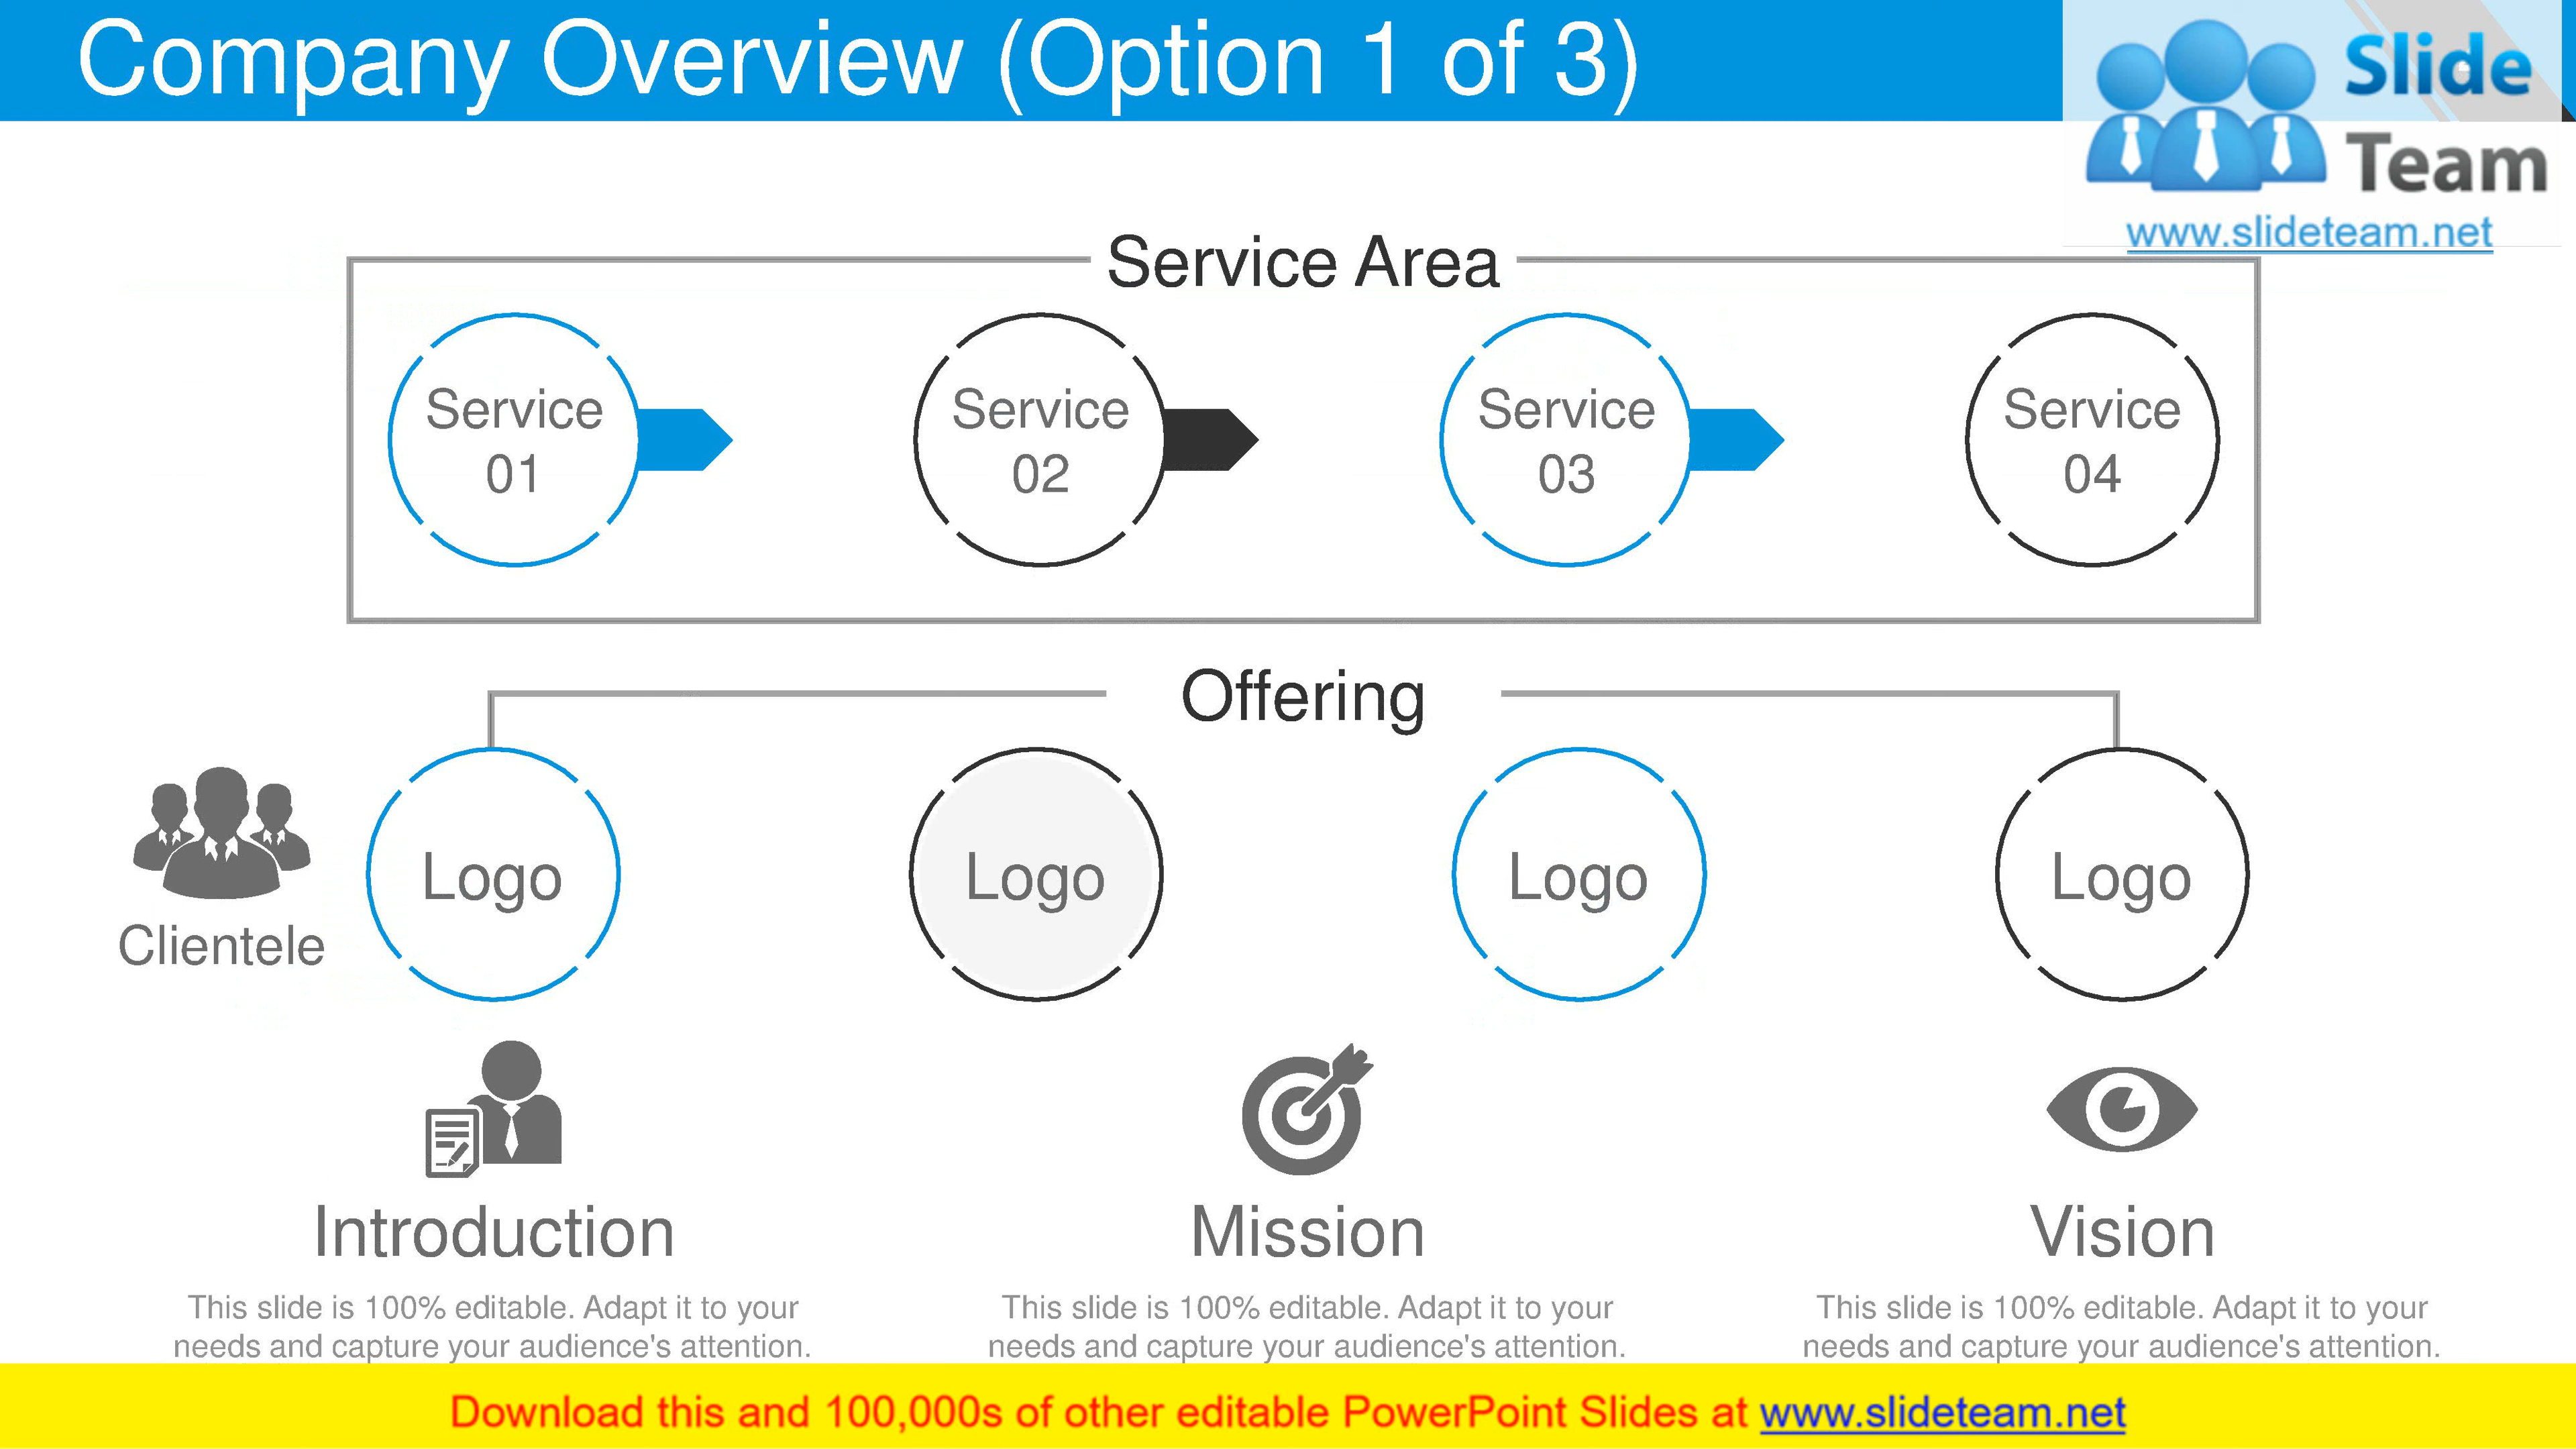 Company Overview (Option 1 of 3)
Slide
Team
www.slideteam.net
Service Area
Service
01
Service
02
Service
03
Service
04
Offering
Clientele
Logo
Logo
Logo
Logo
Introduction
This slide is 100% editable. Adapt it to your
needs and capture your audience's attention.
Mission
This slide is 100% editable. Adapt it to your
needs and capture your audience's attention.
Vision
This slide is 100% editable. Adapt it to your
needs and capture your audience's attention.
Download this and 100,000s of other editable PowerPoint Slides at www.slideteam.net